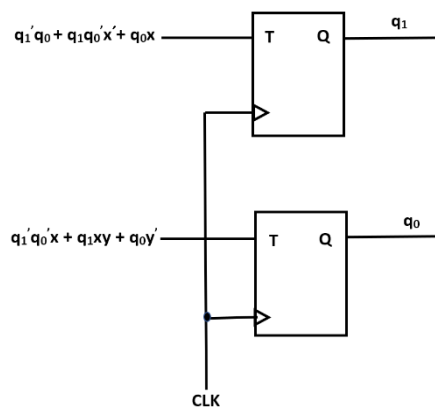 q₁'q₀ + q₁q₀'x' + q₀x
T Q
q₁
q₁'q₀'x + q₁xy + q₀y'
T Q
q₀
CLK